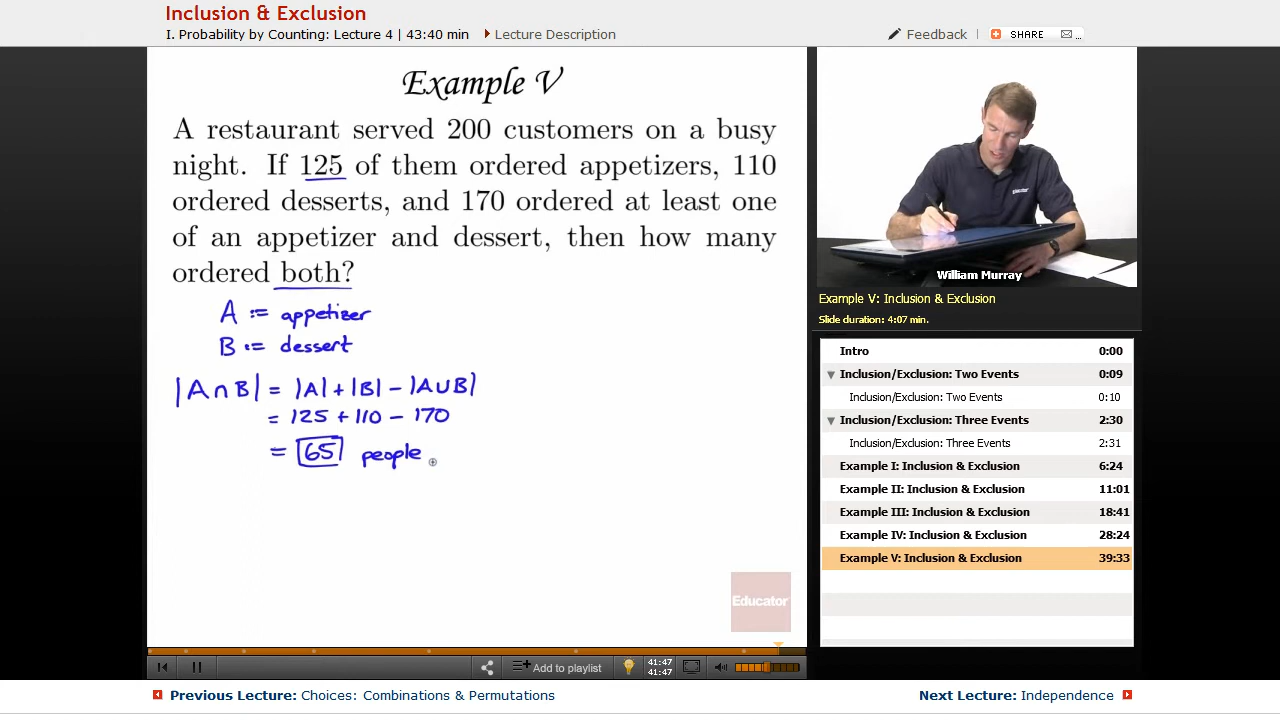 Inclusion & Exclusion
I. Probability by Counting: Lecture 4 | 43:40 min
Lecture Description
Feedback
SHARE
Example V
A restaurant served 200 customers on a busy
night. If 125 of them ordered appetizers, 110
ordered desserts, and 170 ordered at least one
of an appetizer and dessert, then how many
ordered both?
A := appetizer
B := dessert
|A∩B| = |A| + |B| − |A∪B|
= 125 + 110 − 170
= 65 people
Educator
William Murray
Example V: Inclusion & Exclusion
Slide duration: 4:07 min.
Intro 0:00
Inclusion/Exclusion: Two Events 0:09
Inclusion/Exclusion: Two Events 0:10
Inclusion/Exclusion: Three Events 2:30
Inclusion/Exclusion: Three Events 2:31
Example I: Inclusion & Exclusion 6:24
Example II: Inclusion & Exclusion 11:01
Example III: Inclusion & Exclusion 18:41
Example IV: Inclusion & Exclusion 28:24
Example V: Inclusion & Exclusion 39:33
Educator
Add to playlist
41:47
41:47
Previous Lecture: Choices: Combinations & Permutations
Next Lecture: Independence